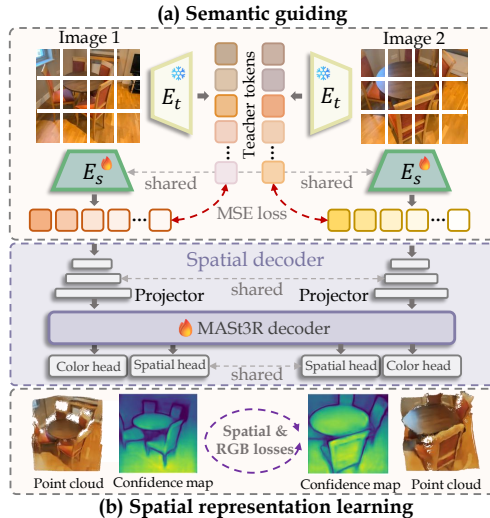 (a) Semantic guiding
Image 1
Image 2
E_t
Teacher tokens
E_t
E_s
shared
shared
E_s
MSE loss
Spatial decoder
Projector
shared
Projector
MASt3R decoder
Color head
Spatial head
shared
Spatial head
Color head
Spatial &
RGB losses
Point cloud
Confidence map
Confidence map
Point cloud
(b) Spatial representation learning